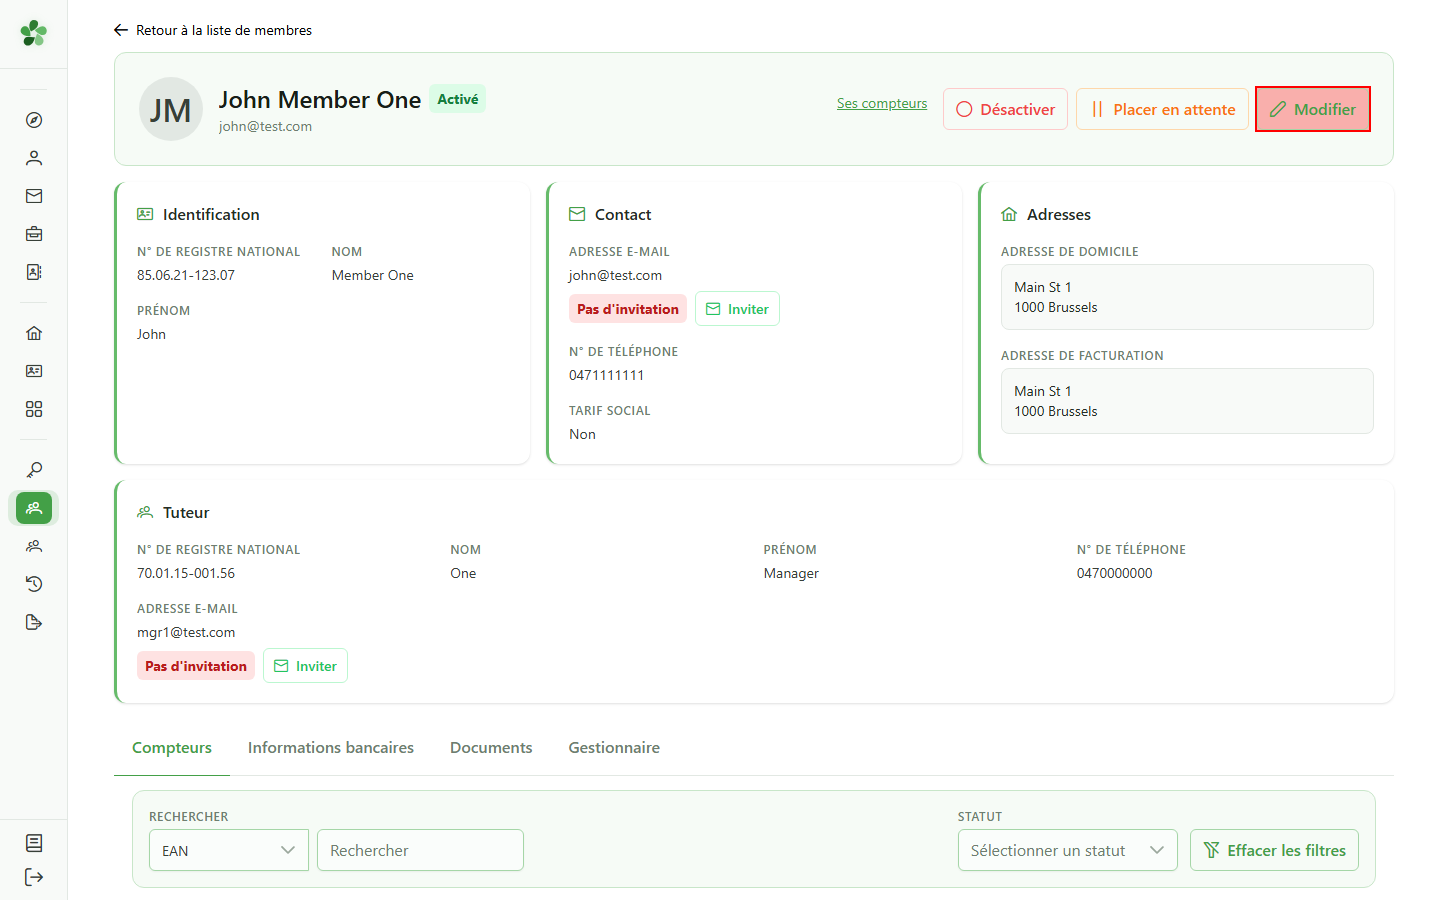 Retour à la liste de membres
JM
John Member One
Activé
john@test.com
Ses compteurs
Désactiver
Placer en attente
Modifier
Identification
N° DE REGISTRE NATIONAL
NOM
85.06.21-123.07
Member One
PRÉNOM
John
Contact
ADRESSE E-MAIL
john@test.com
Pas d'invitation
Inviter
N° DE TÉLÉPHONE
0471111111
TARIF SOCIAL
Non
Adresses
ADRESSE DE DOMICILE
Main St 1
1000 Brussels
ADRESSE DE FACTURATION
Main St 1
1000 Brussels
Tuteur
N° DE REGISTRE NATIONAL
NOM
PRÉNOM
N° DE TÉLÉPHONE
70.01.15-001.56
One
Manager
0470000000
ADRESSE E-MAIL
mgr1@test.com
Pas d'invitation
Inviter
Compteurs
Informations bancaires
Documents
Gestionnaire
RECHERCHER
EAN
Rechercher
STATUT
Sélectionner un statut
Effacer les filtres